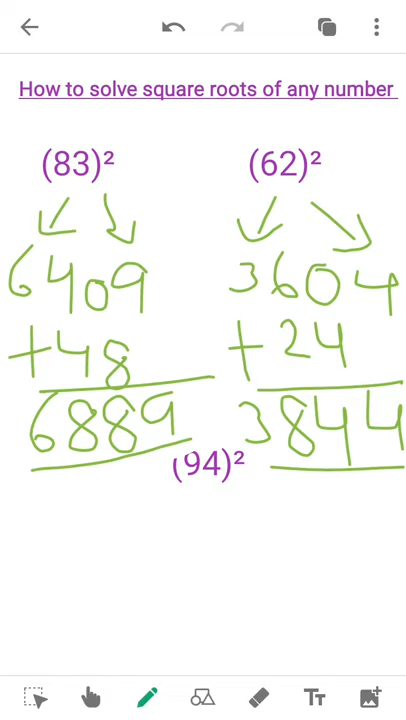 How to solve square roots of any number
(83)² (62)²
6409 3604
+48 +24
6889 3844
(94)²
TT